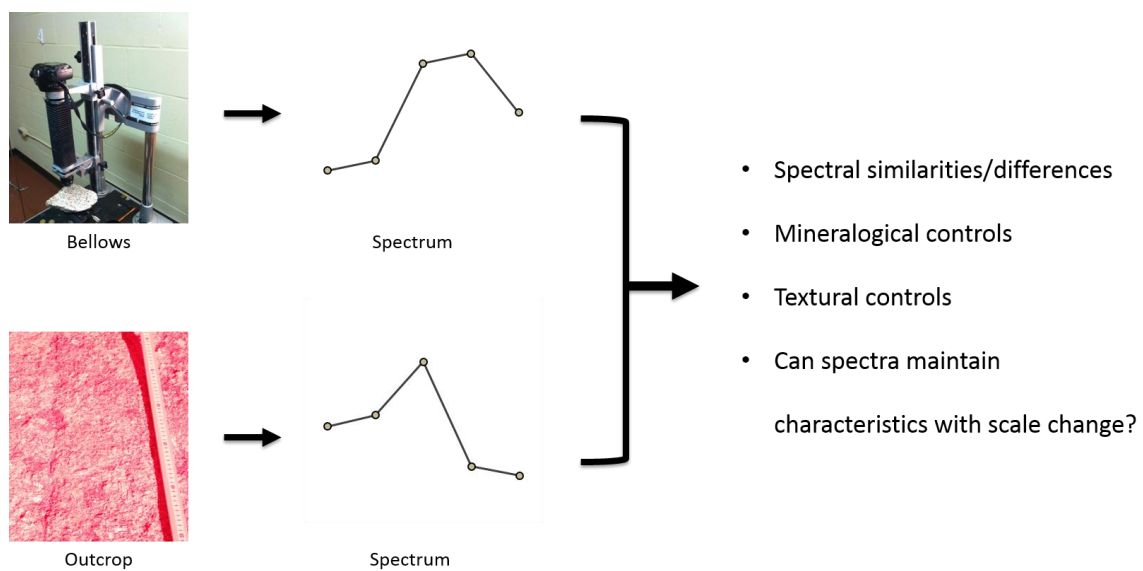 Bellows
Spectrum
Outcrop
Spectrum
• Spectral similarities/differences
• Mineralogical controls
• Textural controls
• Can spectra maintain
characteristics with scale change?